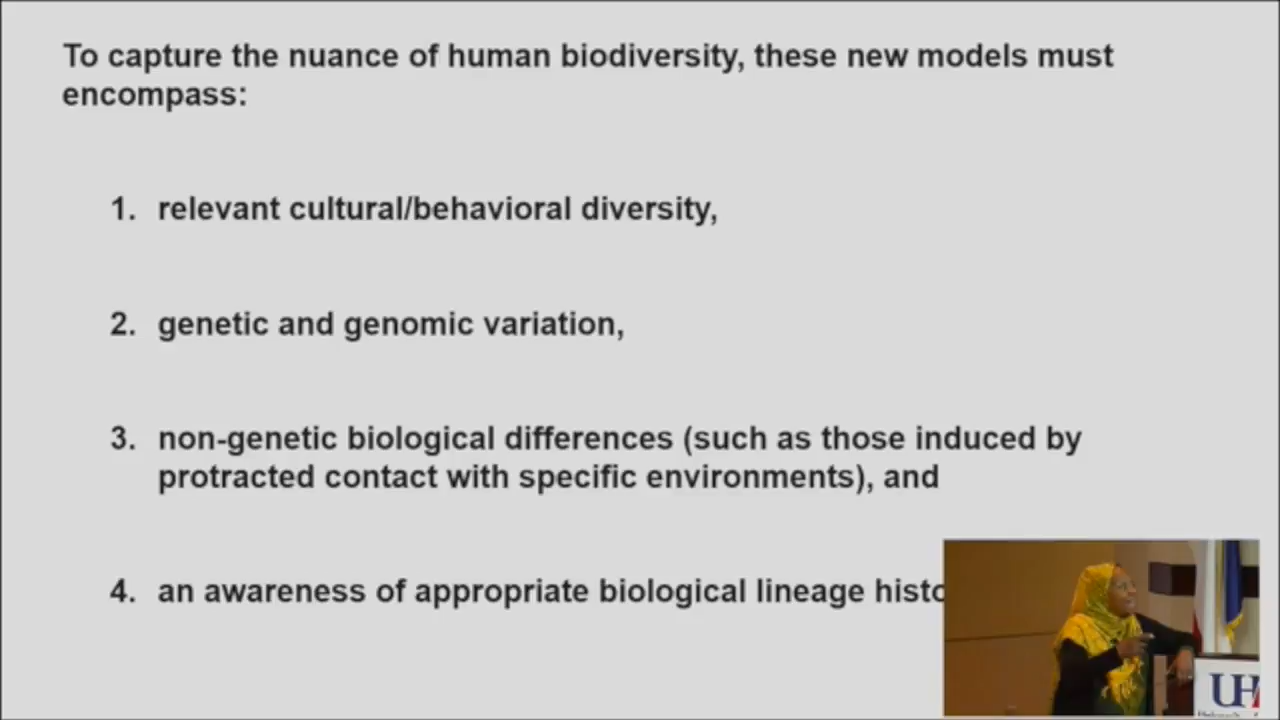 To capture the nuance of human biodiversity, these new models must
encompass:
1. relevant cultural/behavioral diversity,
2. genetic and genomic variation,
3. non-genetic biological differences (such as those induced by
protracted contact with specific environments), and
4. an awareness of appropriate biological lineage
UH